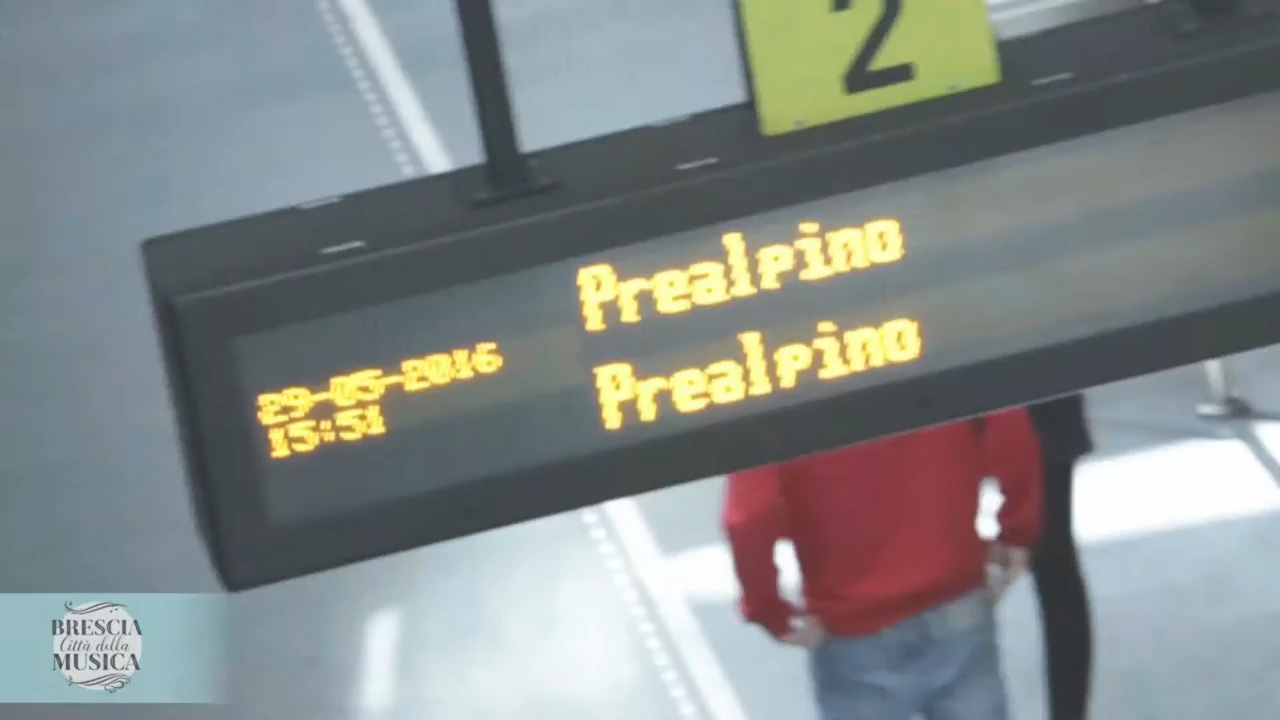 2
Prealpino
Prealpino
29-05-2016
15:51
BRESCIA
Città della
MUSICA